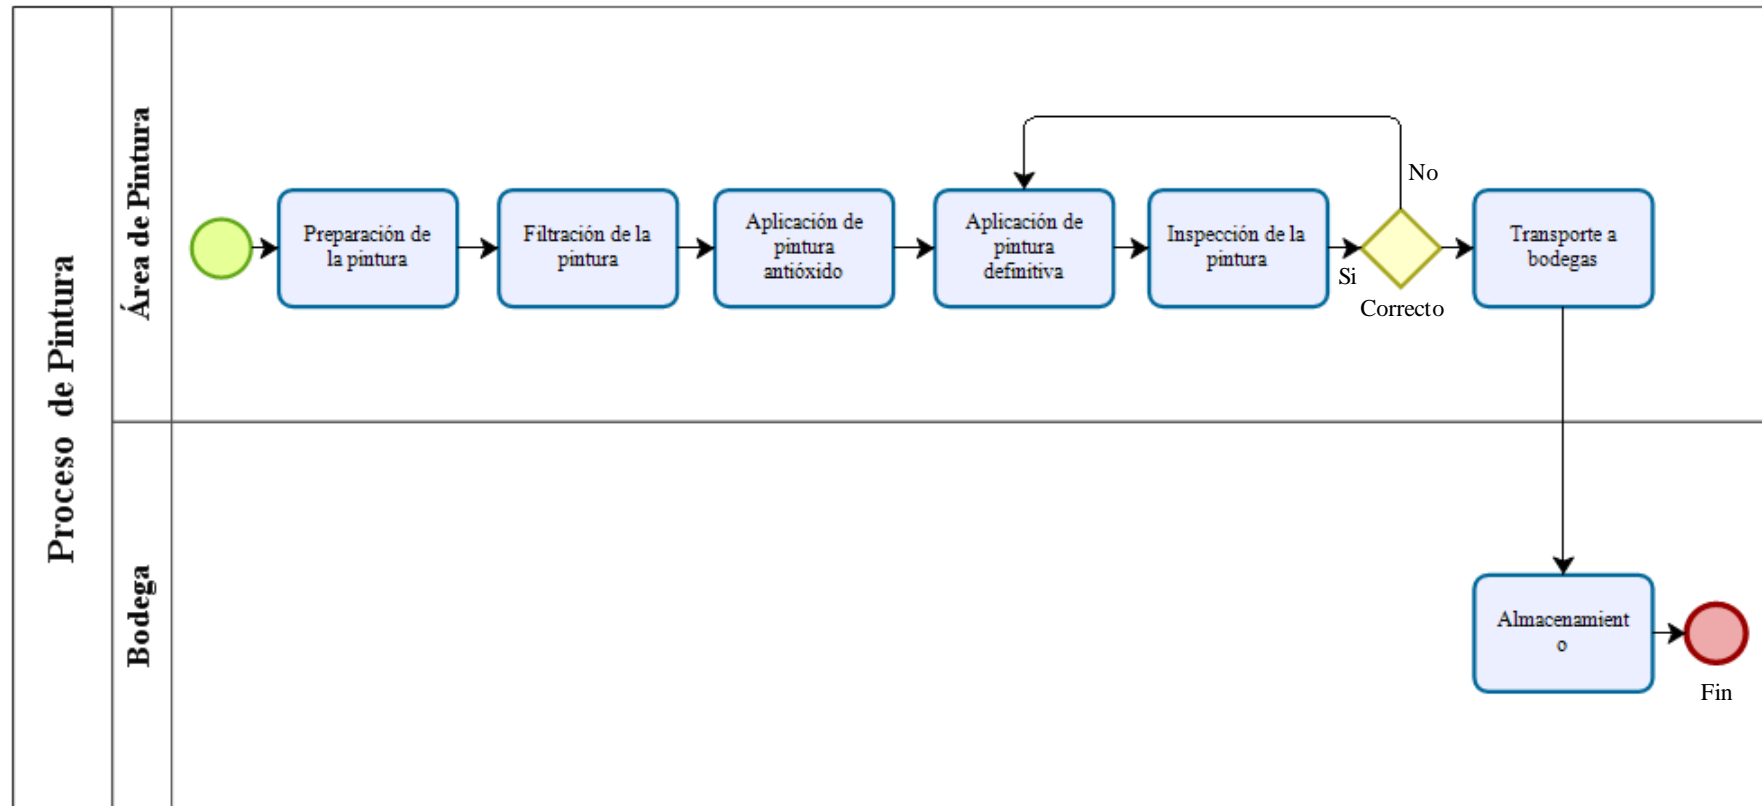 Proceso de Pintura
Área de Pintura
Preparación de
la pintura
Filtración de la
pintura
Aplicación de
pintura
antióxido
Aplicación de
pintura
definitiva
Inspección de la
pintura
Si
Correcto
No
Transporte a
bodegas
Bodega
Almacenamient
o
Fin